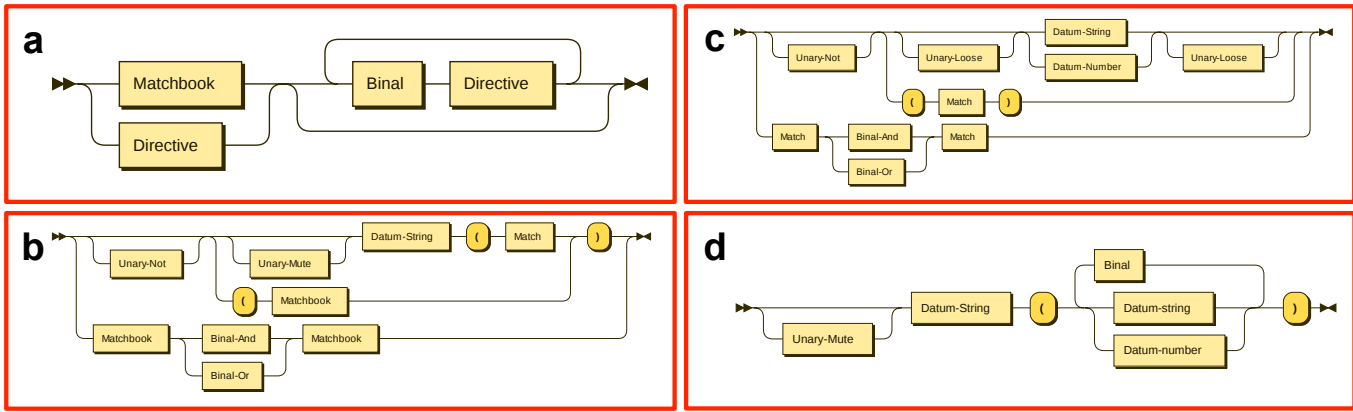 a
Matchbook
Binal
Directive
Directive
b
Datum-String ( Match )
Unary-Not
Unary-Mute
( Matchbook
Matchbook
Binal-And
Matchbook
Binal-Or
c
Datum-String
Unary-Not
Unary-Loose
Datum-Number
Unary-Loose
( Match )
Match
Binal-And
Match
Binal-Or
d
Binal
Datum-String ( Datum-string )
Unary-Mute
Datum-number